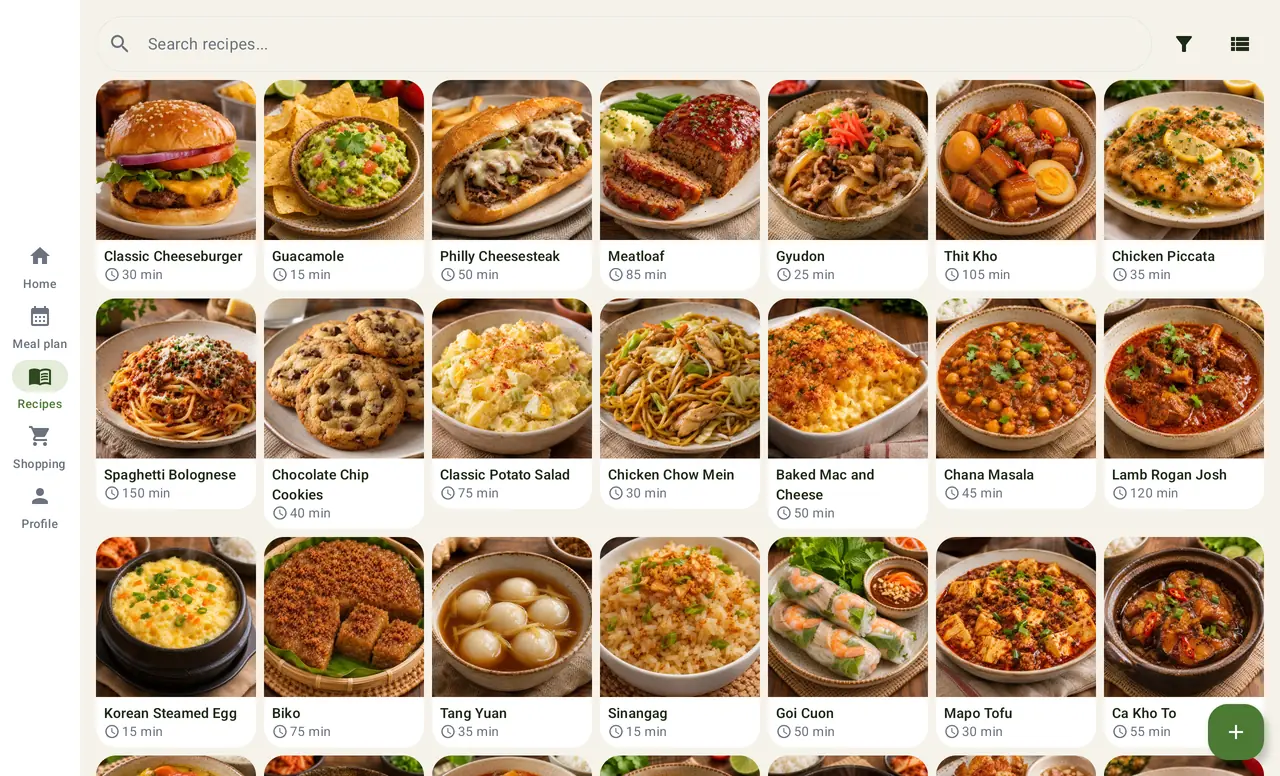 Search recipes...
Home
Meal plan
Recipes
Shopping
Profile
Classic Cheeseburger
30 min
Guacamole
15 min
Philly Cheesesteak
50 min
Meatloaf
85 min
Gyudon
25 min
Thit Kho
105 min
Chicken Piccata
35 min
Spaghetti Bolognese
150 min
Chocolate Chip
Cookies
40 min
Classic Potato Salad
75 min
Chicken Chow Mein
30 min
Baked Mac and
Cheese
50 min
Chana Masala
45 min
Lamb Rogan Josh
120 min
Korean Steamed Egg
15 min
Biko
75 min
Tang Yuan
35 min
Sinangag
15 min
Goi Cuon
50 min
Mapo Tofu
30 min
Ca Kho To
55 min